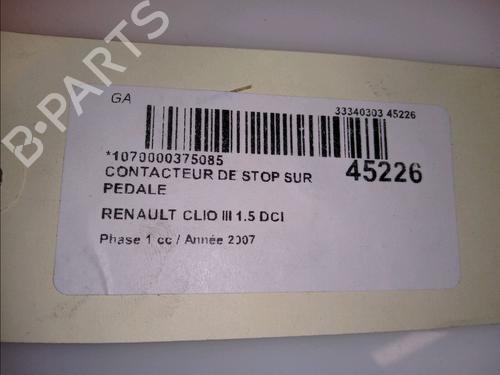 B-PARTS
GA
33340303 45226
*1070000375085
45226
CONTACTEUR DE STOP SUR
PEDALE
RENAULT CLIO III 1.5 DCI
Phase 1 cc / Année 2007